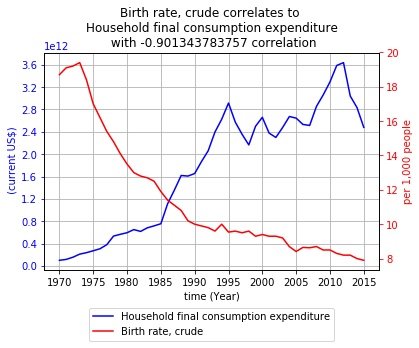 Birth rate, crude correlates to
Household final consumption expenditure
with -0.901343783757 correlation
1e12
3.6
3.2
2.8
2.4
2.0
1.6
1.2
0.8
0.4
0.0
(current US$)
20
18
16
14
12
10
8
per 1,000 people
1970 1975 1980 1985 1990 1995 2000 2005 2010 2015
time (Year)
Household final consumption expenditure
Birth rate, crude